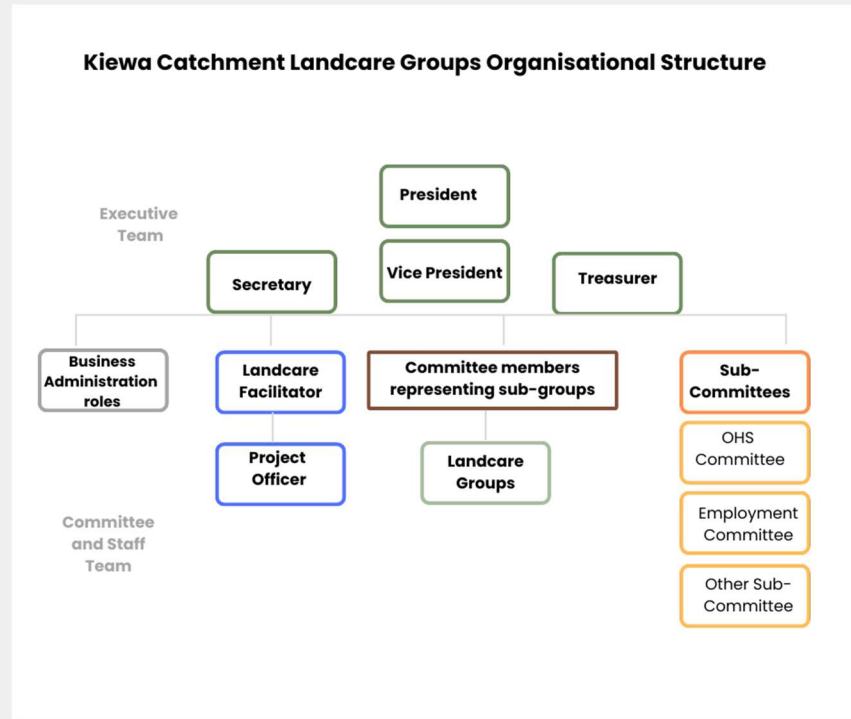 Kiewa Catchment Landcare Groups Organisational Structure
President
Executive
Team
Vice President
Secretary
Treasurer
Business
Administration
roles
Landcare
Facilitator
Committee members
representing sub-groups
Sub-
Committees
Project
Officer
Landcare
Groups
OHS
Committee
Employment
Committee
Other Sub-
Committee
Committee
and Staff
Team